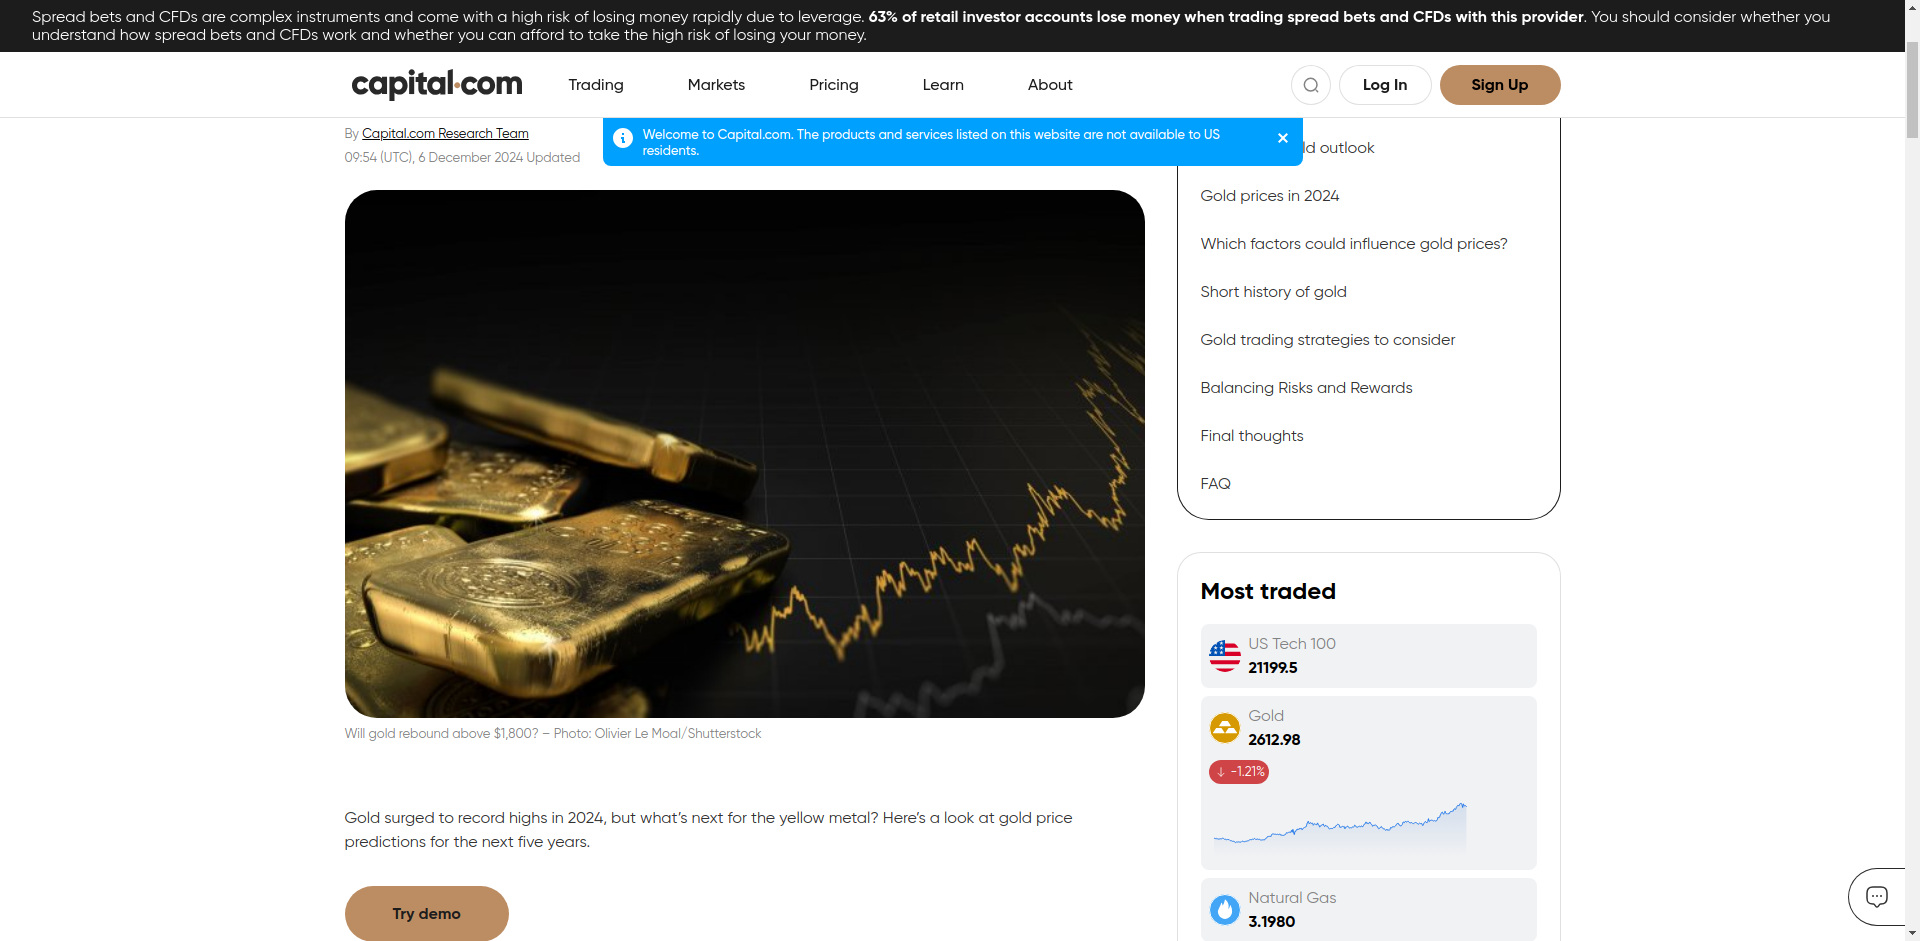 Spread bets and CFDs are complex instruments and come with a high risk of losing money rapidly due to leverage. 63% of retail investor accounts lose money when trading spread bets and CFDs with this provider. You should consider whether you
understand how spread bets and CFDs work and whether you can afford to take the high risk of losing your money.
capital.com
Trading
Markets
Pricing
Learn
About
Log In
Sign Up
By Capital.com Research Team
09:54 (UTC), 6 December 2024 Updated
Welcome to Capital.com. The products and services listed on this website are not available to US
residents.
Will gold rebound above $1,800? – Photo: Olivier Le Moal/Shutterstock
Gold surged to record highs in 2024, but what’s next for the yellow metal? Here’s a look at gold price
predictions for the next five years.
Try demo
outlook
Gold prices in 2024
Which factors could influence gold prices?
Short history of gold
Gold trading strategies to consider
Balancing Risks and Rewards
Final thoughts
FAQ
Most traded
US Tech 100
21199.5
Gold
2612.98
↓ -1.21%
Natural Gas
3.1980